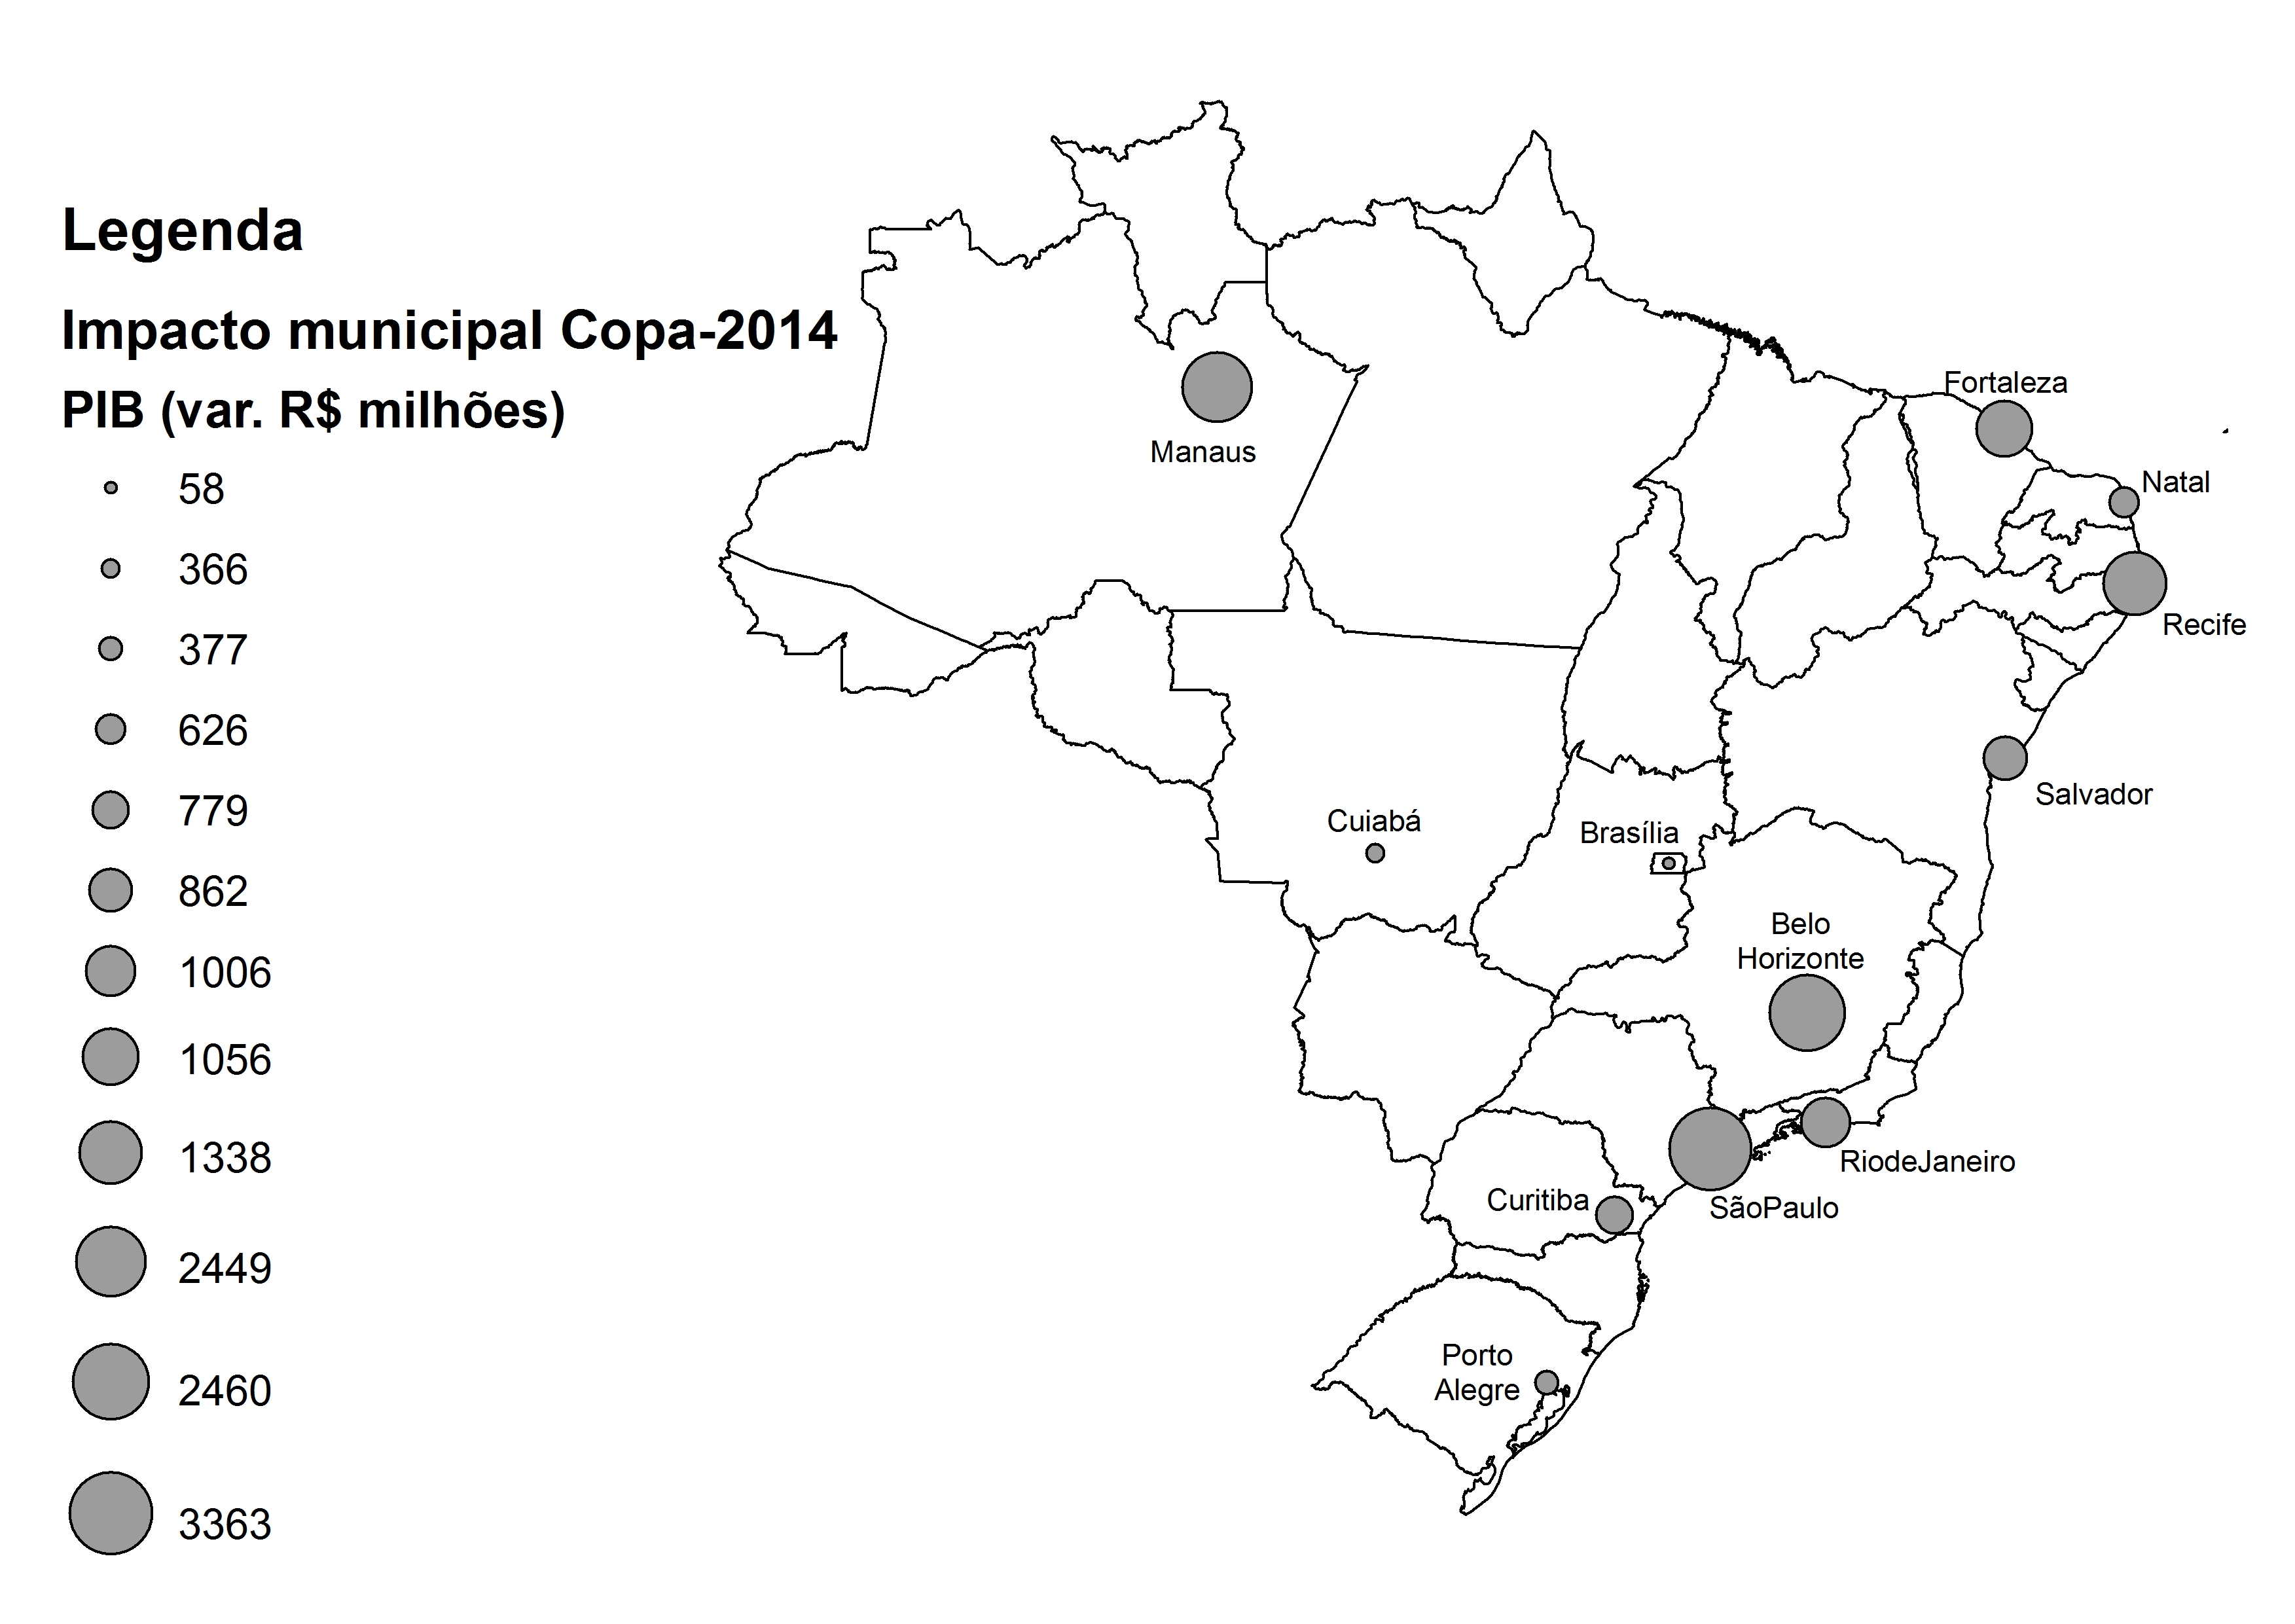 Legenda
Impacto municipal Copa-2014
PIB (var. R$ milhões)
58
366
377
626
779
862
1006
1056
1338
2449
2460
3363
Fortaleza
Manaus
Natal
Recife
Salvador
Cuiabá
Brasília
Belo
Horizonte
RiodeJaneiro
Curitiba
SãoPaulo
Porto
Alegre